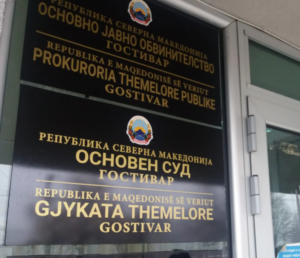 РЕПУБЛИКА СЕВЕРНА МАКЕДОНИЈА
ОСНОВНО ЈАВНО ОБВИНИТЕЛСТВО
ГОСТИВАР
REPUBLIKA E MAQEDONISË SË VERIUT
PROKURORIA THEMELORE PUBLIKE
GOSTIVAR
РЕПУБЛИКА СЕВЕРНА МАКЕДОНИЈА
ОСНОВЕН СУД
ГОСТИВАР
REPUBLIKA E MAQEDONISË SË VERIUT
GJYKATA THEMELORE
GOSTIVAR